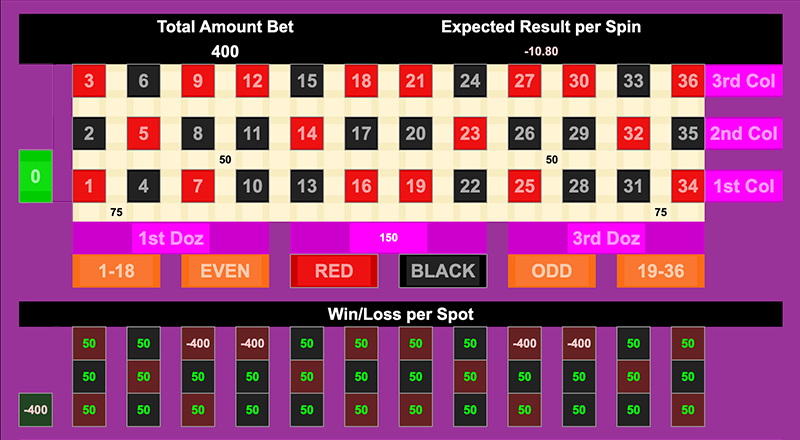 Total Amount Bet Expected Result per Spin
400 -10.80
3 6 9 12 15 18 21 24 27 30 33 36 3rd Col
2 5 8 11 14 17 20 23 26 29 32 35 2nd Col
50 50
0 1 4 7 10 13 16 19 22 25 28 31 34 1st Col
75 75
1st Doz 150 3rd Doz
1-18 EVEN RED BLACK ODD 19-36
Win/Loss per Spot
50 50 -400 -400 50 50 50 50 -400 -400 50 50
50 50 50 50 50 50 50 50 50 50 50 50
-400 50 50 50 50 50 50 50 50 50 50 50 50